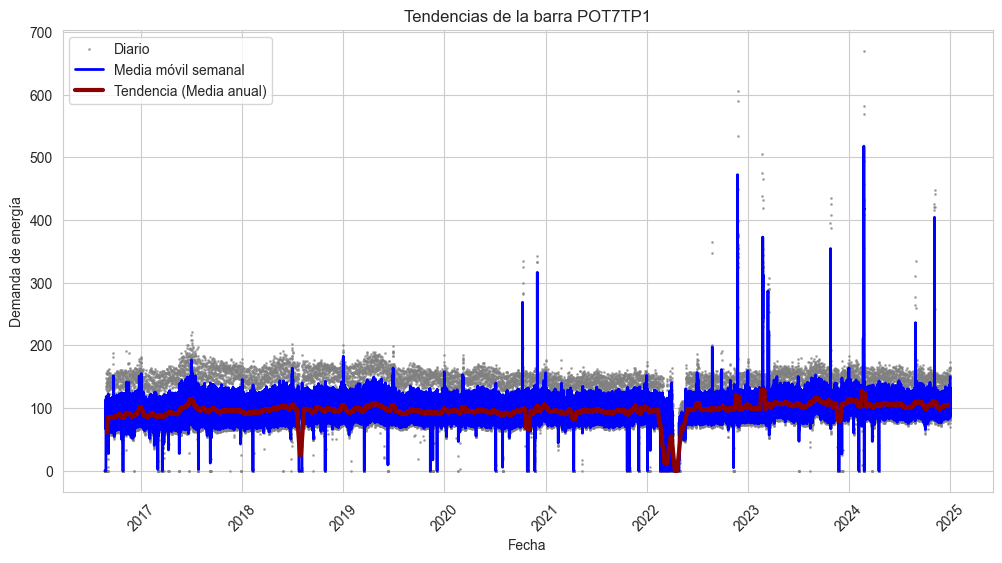 Tendencias de la barra POT7TP1
Diario
Media móvil semanal
Tendencia (Media anual)
Demanda de energía
700
600
500
400
300
200
100
0
2017
2018
2019
2020
2021
2022
2023
2024
2025
Fecha